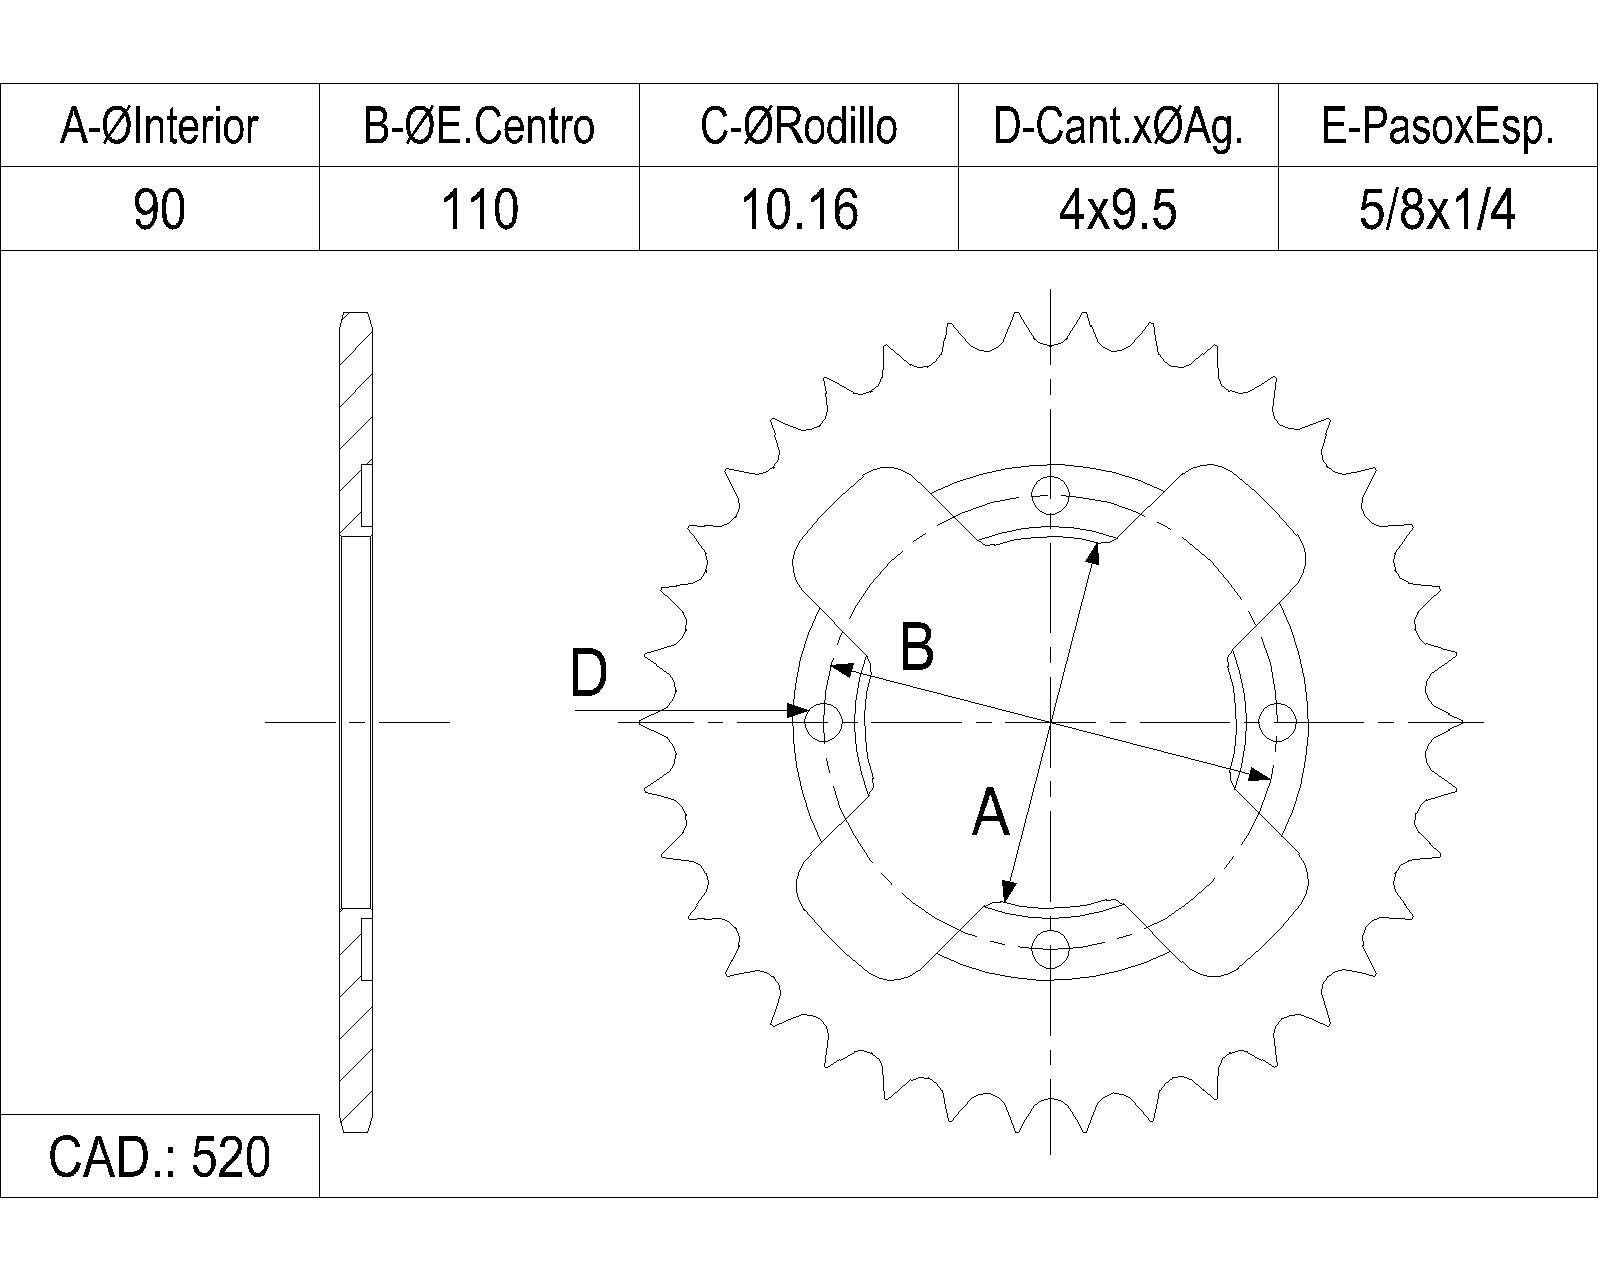 A-ØInterior B-ØE.Centro C-ØRodillo D-Cant.xØAg. E-PasoxEsp.
90 110 10.16 4x9.5 5/8x1/4
B
D
A
CAD.: 520